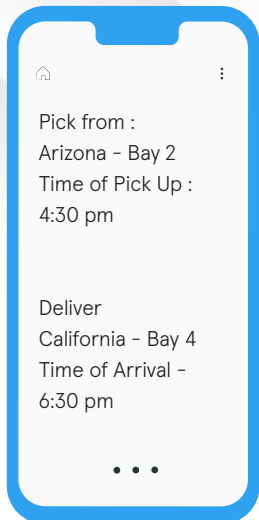 Pick from :
Arizona - Bay 2
Time of Pick Up :
4:30 pm
Deliver
California - Bay 4
Time of Arrival -
6:30 pm